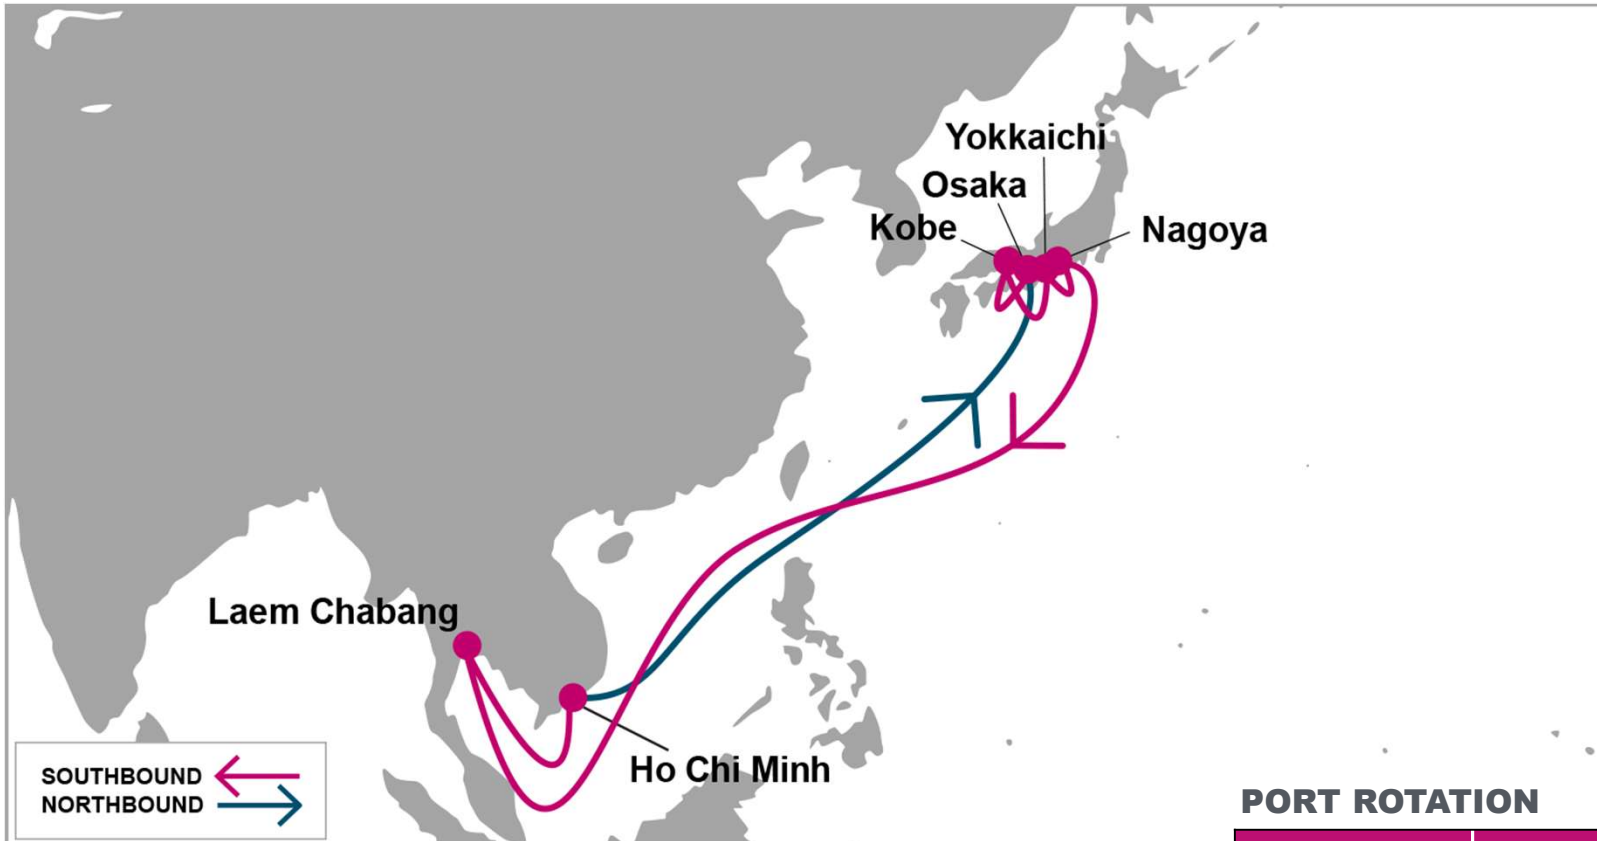 Yokkaichi
Osaka
Kobe
Nagoya
Laem Chabang
Ho Chi Minh
SOUTHBOUND
NORTHBOUND
PORT ROTATION